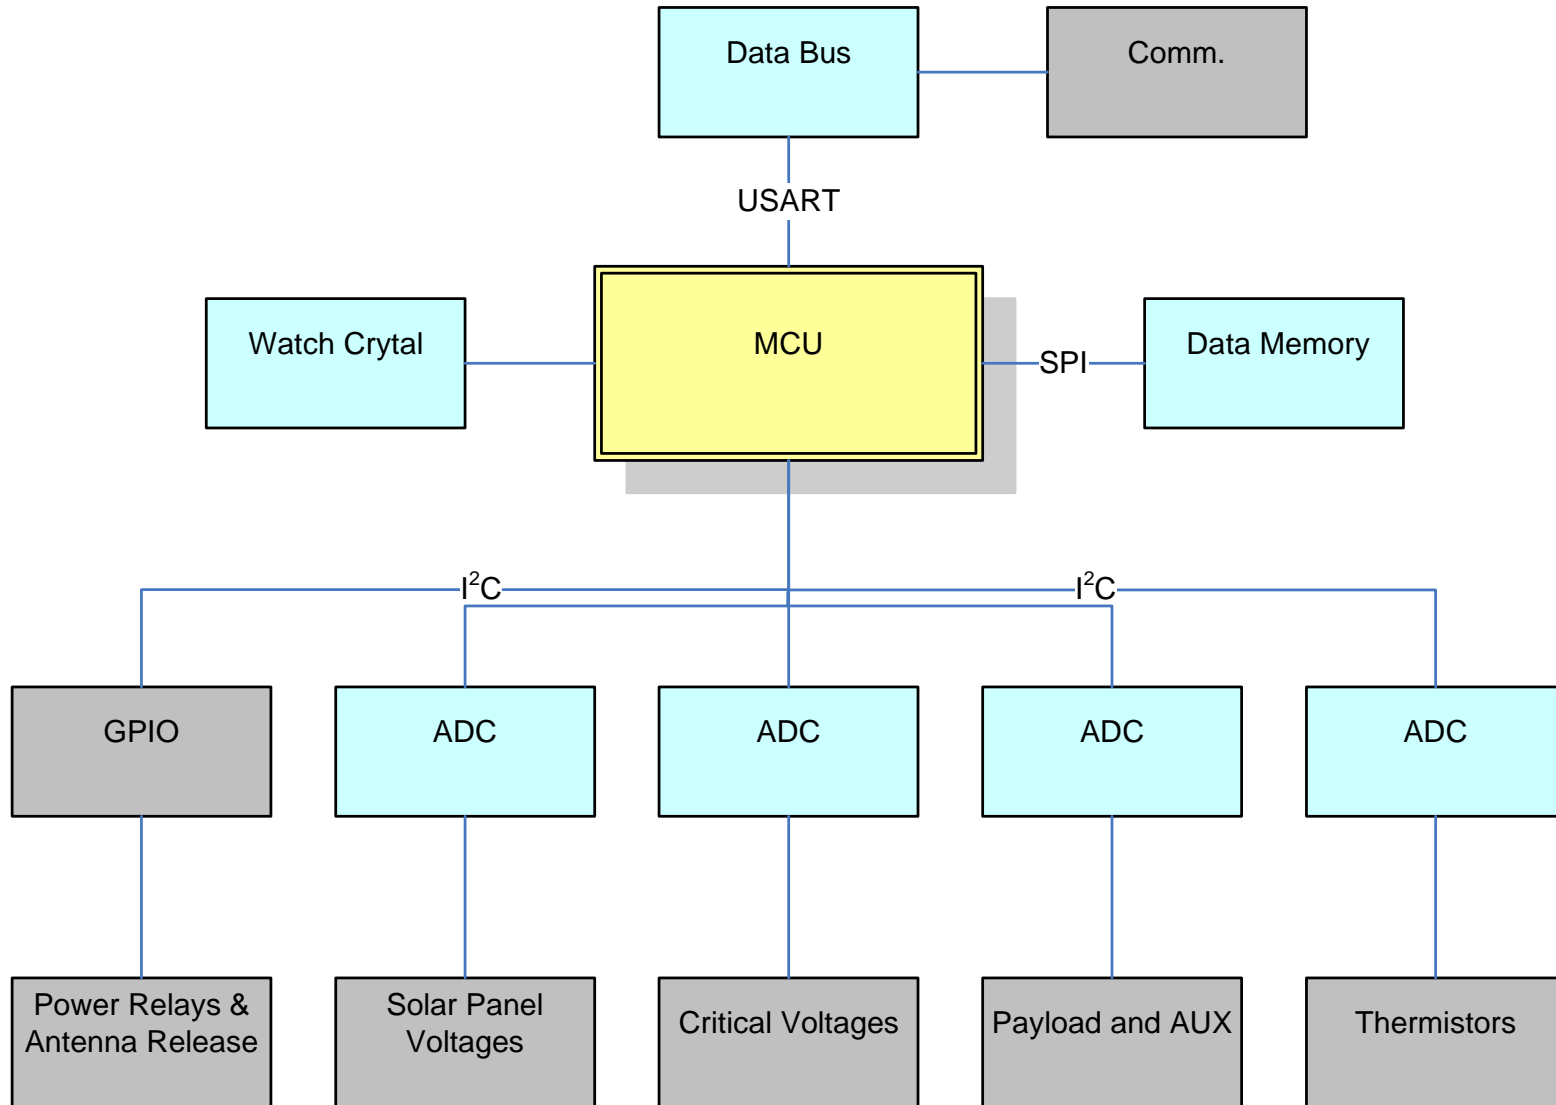 Data Bus
Comm.
USART
Watch Crytal
MCU
SPI
Data Memory
I²C
I²C
GPIO
ADC
ADC
ADC
ADC
Power Relays &
Antenna Release
Solar Panel
Voltages
Critical Voltages
Payload and AUX
Thermistors